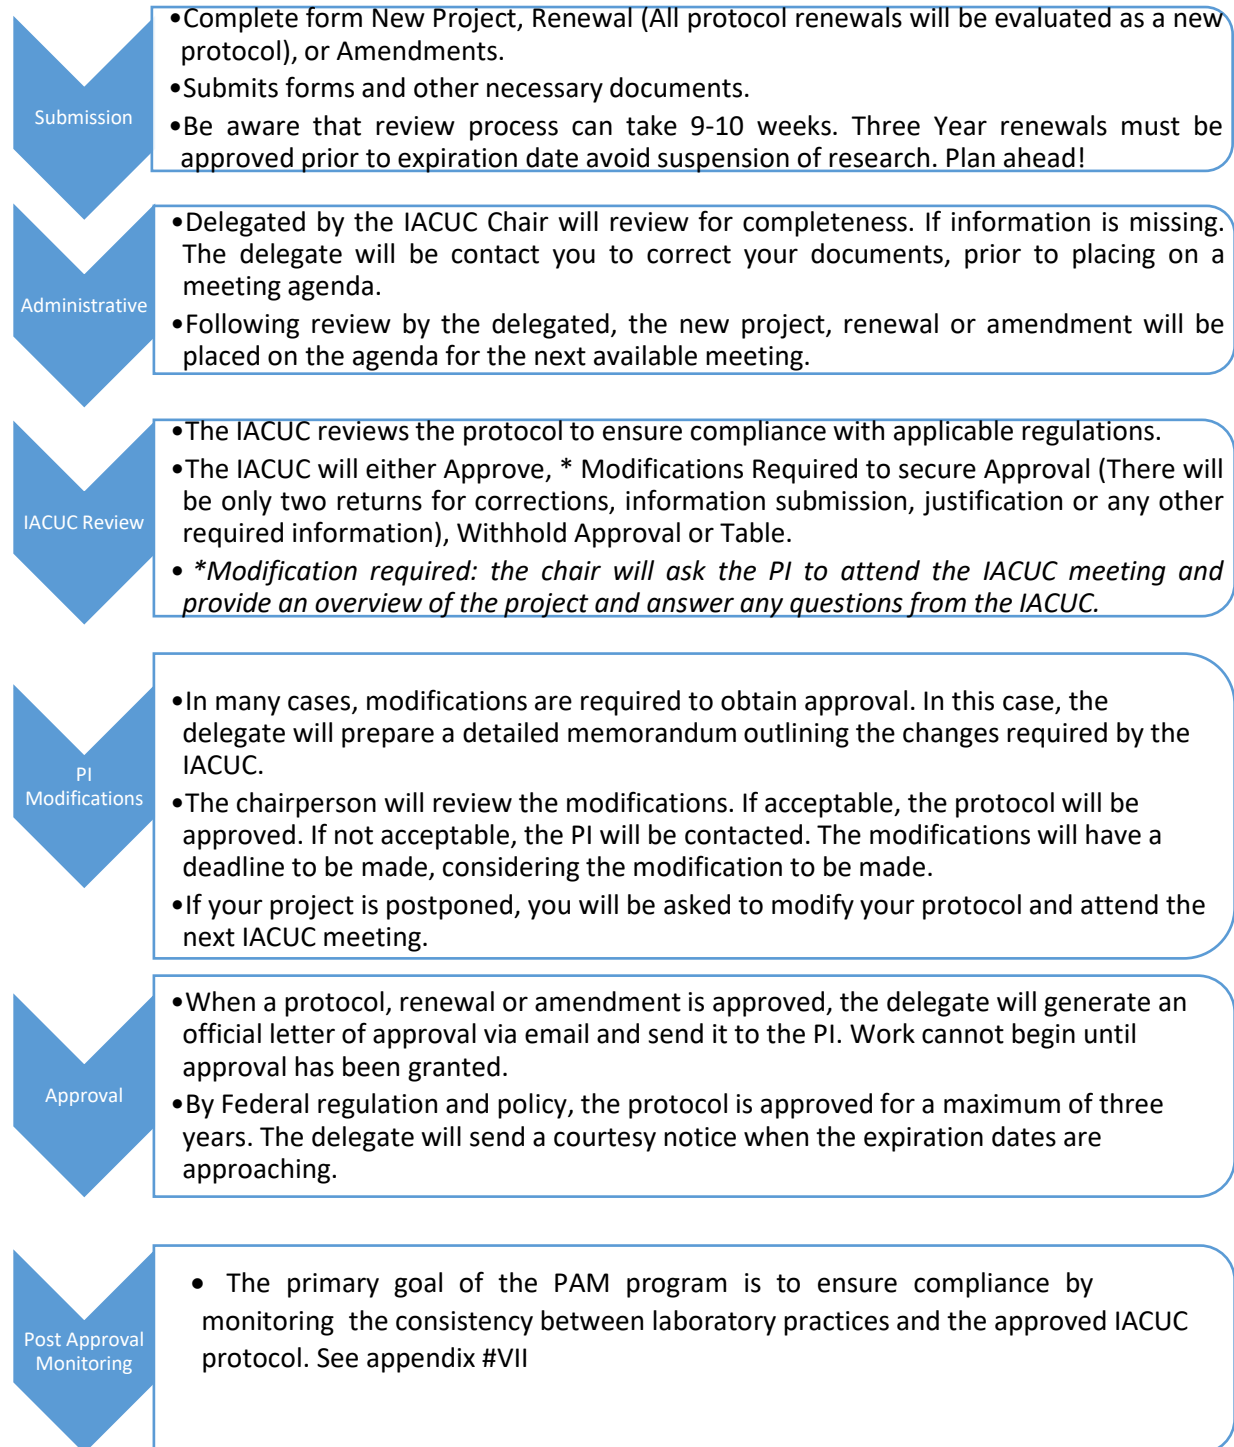 •Complete form New Project, Renewal (All protocol renewals will be evaluated as a new
protocol), or Amendments.
•Submits forms and other necessary documents.
Submission
•Be aware that review process can take 9-10 weeks. Three Year renewals must be
approved prior to expiration date avoid suspension of research. Plan ahead!
•Delegated by the IACUC Chair will review for completeness. If information is missing.
The delegate will be contact you to correct your documents, prior to placing on a
meeting agenda.
Administrative
•Following review by the delegated, the new project, renewal or amendment will be
placed on the agenda for the next available meeting.
•The IACUC reviews the protocol to ensure compliance with applicable regulations.
•The IACUC will either Approve, * Modifications Required to secure Approval (There will
be only two returns for corrections, information submission, justification or any other
required information), Withhold Approval or Table.
IACUC Review
• *Modification required: the chair will ask the PI to attend the IACUC meeting and
provide an overview of the project and answer any questions from the IACUC.
•In many cases, modifications are required to obtain approval. In this case, the
delegate will prepare a detailed memorandum outlining the changes required by the
IACUC.
PI
Modifications
•The chairperson will review the modifications. If acceptable, the protocol will be
approved. If not acceptable, the PI will be contacted. The modifications will have a
deadline to be made, considering the modification to be made.
•If your project is postponed, you will be asked to modify your protocol and attend the
next IACUC meeting.
•When a protocol, renewal or amendment is approved, the delegate will generate an
official letter of approval via email and send it to the PI. Work cannot begin until
approval has been granted.
Approval
•By Federal regulation and policy, the protocol is approved for a maximum of three
years. The delegate will send a courtesy notice when the expiration dates are
approaching.
• The primary goal of the PAM program is to ensure compliance by
monitoring the consistency between laboratory practices and the approved IACUC
protocol. See appendix #VII
Post Approval
Monitoring